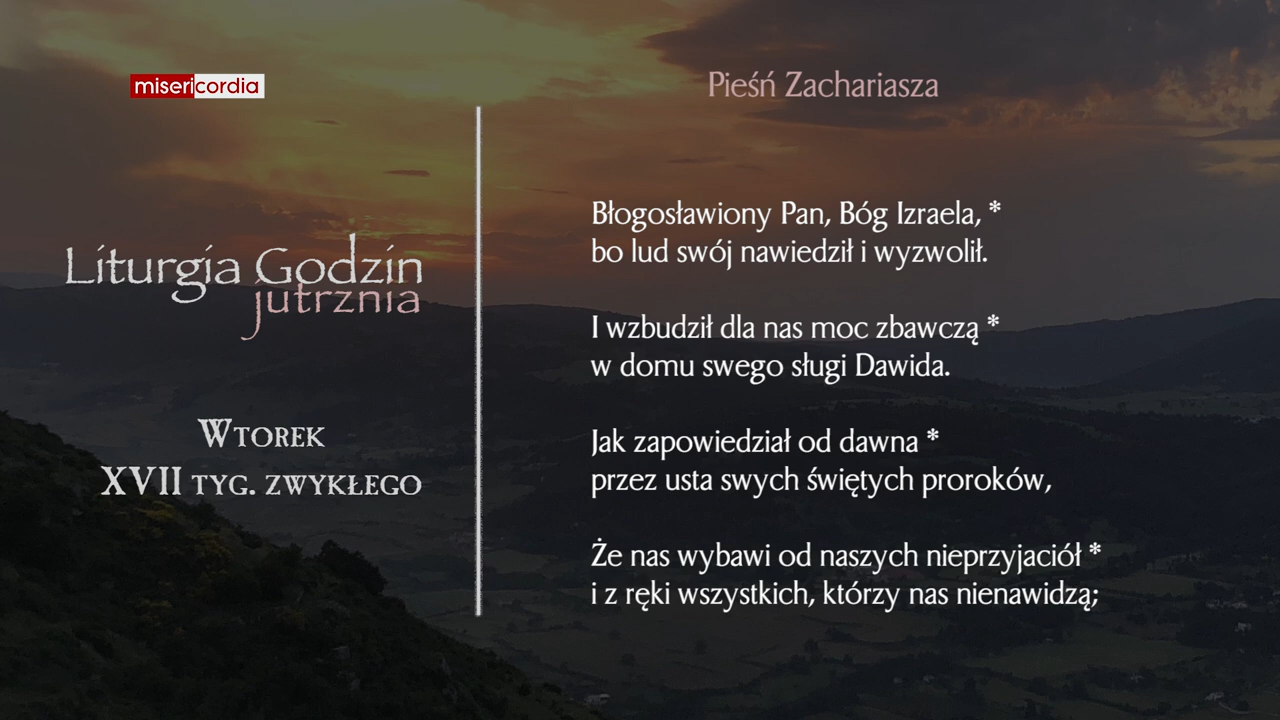 misericordia
Liturgia Godzin
jutrznia
Wtorek
XVII tyg. zwykłego
Pieśń Zachariasza
Błogosławiony Pan, Bóg Izraela, *
bo lud swój nawiedził i wyzwolił.
I wzbudził dla nas moc zbawczą *
w domu swego sługi Dawida.
Jak zapowiedział od dawna *
przez usta swych świętych proroków,
Że nas wybawi od naszych nieprzyjaciół *
i z ręki wszystkich, którzy nas nienawidzą;